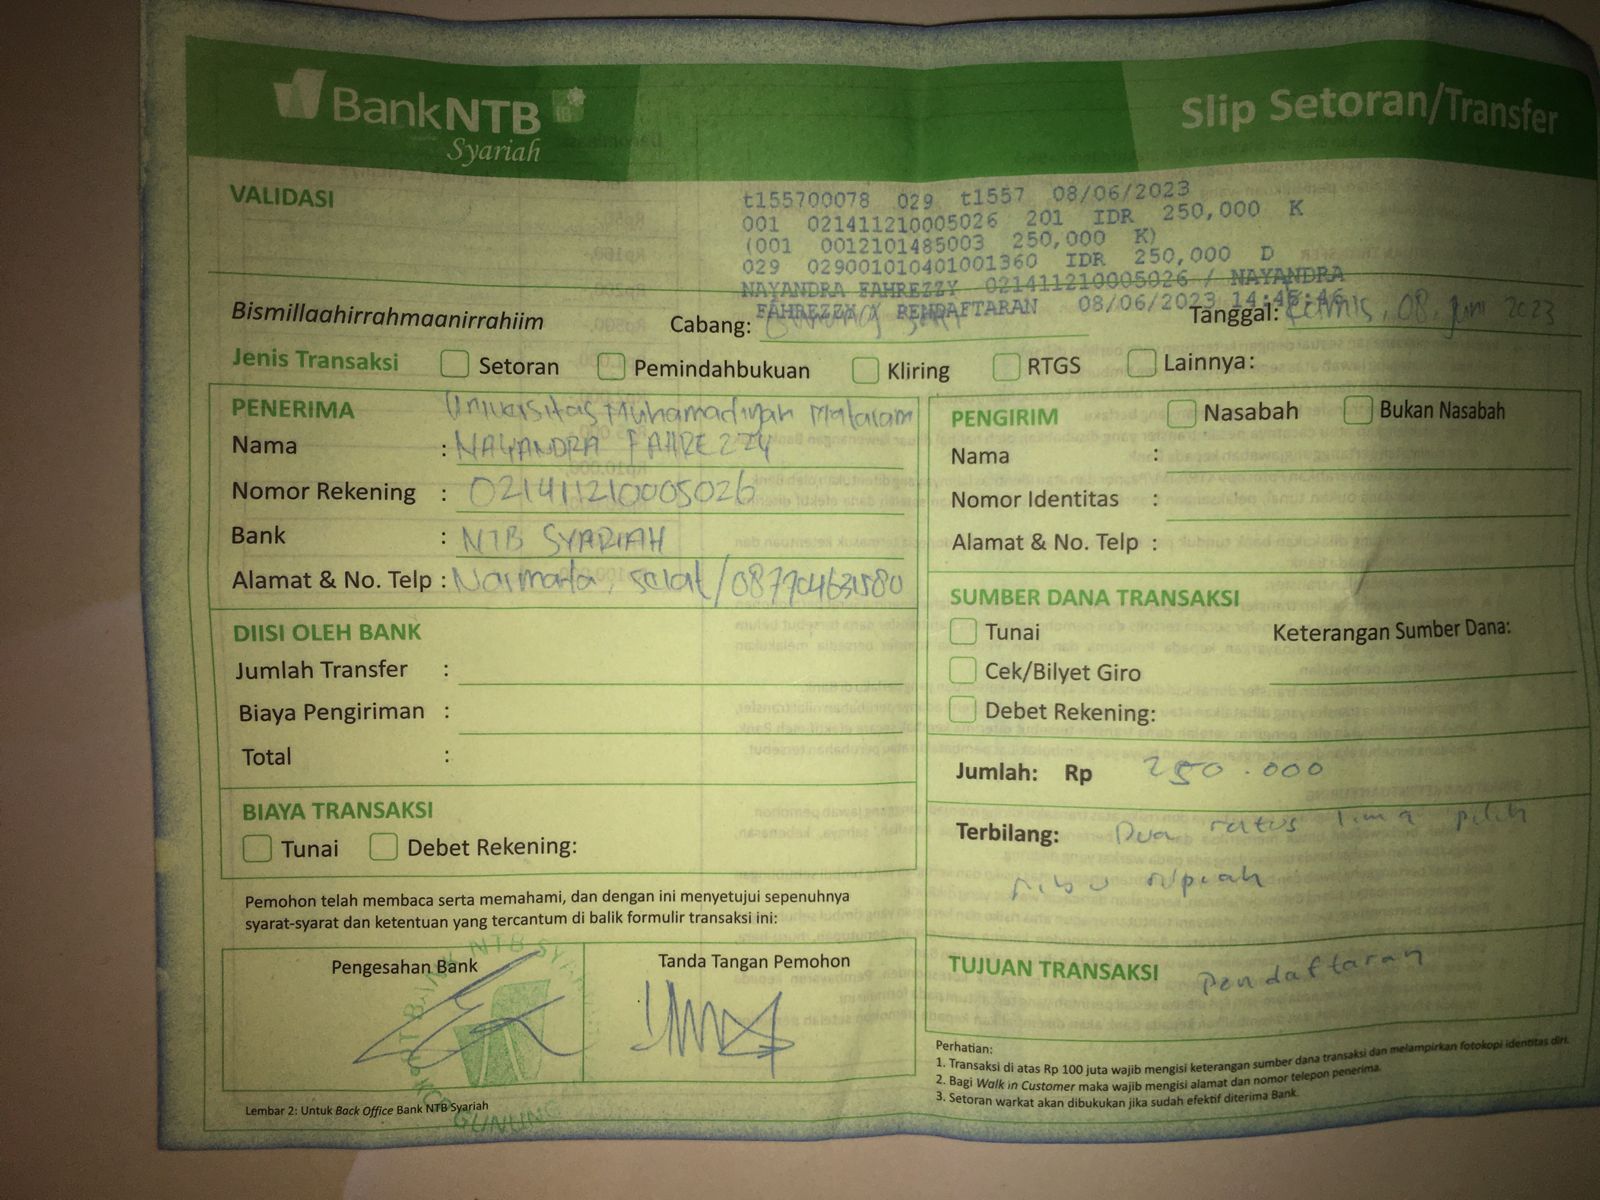 BankNTB
Syariah
Slip Setoran/Transfer
VALIDASI
t155700078 029 t1557 08/06/2023
001 021411210005026 201 IDR 250,000 K
(001 0012101485003 250,000 K)
029 029001010401001360 IDR 250,000 D
NAYANDRA FAHREZZY 021411210005026 / NAYANDRA
FAHREZZY PENDAFTARAN 08/06/2023 14:46:46
Bismillaahirrahmaanirrahiim
Cabang: Gunung Sari
Tanggal: Kamis, 08, Juni 2023
Jenis Transaksi Setoran Pemindahbukuan Kliring RTGS Lainnya:
PENERIMA Universitas Muhamadiyah Mataram
Nama : NAYANDRA FAHREZZY
Nomor Rekening : 021411210005026
Bank : NTB SYARIAH
Alamat & No. Telp : Narmada,
DIISI OLEH BANK
Jumlah Transfer :
Biaya Pengiriman :
Total :
BIAYA TRANSAKSI
Tunai Debet Rekening:
Pemohon telah membaca serta memahami, dan dengan ini menyetujui sepenuhnya
syarat-syarat dan ketentuan yang tercantum di balik formulir transaksi ini:
Pengesahan Bank
BANK NTB SYARIAH
KCP GUNUNG
Tanda Tangan Pemohon
Lembar 2: Untuk Back Office Bank NTB Syariah
PENGIRIM Nasabah Bukan Nasabah
Nama :
Nomor Identitas :
Alamat & No. Telp :
SUMBER DANA TRANSAKSI
Tunai Keterangan Sumber Dana:
Cek/Bilyet Giro
Debet Rekening:
Jumlah: Rp 250.000
Terbilang: Dua ratus lima puluh
ribu rupiah
TUJUAN TRANSAKSI Pendaftaran
Perhatian:
1. Transaksi di atas Rp 100 juta wajib mengisi keterangan sumber dana transaksi dan melampirkan fotokopi identitas diri.
2. Bagi Walk in Customer maka wajib mengisi alamat dan nomor telepon penerima.
3. Setoran warkat akan dibukukan jika sudah efektif diterima Bank.